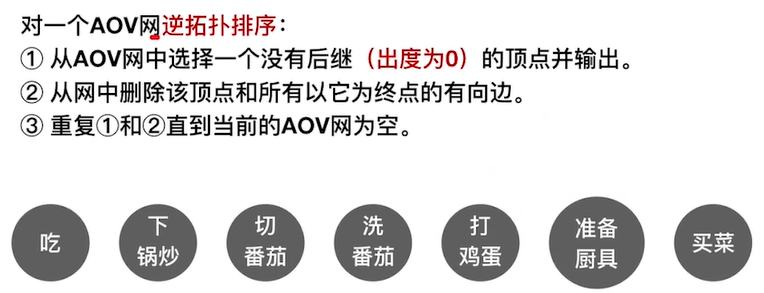 对一个AOV网逆拓扑排序：
① 从AOV网中选择一个没有后继（出度为0）的顶点并输出。
② 从网中删除该顶点和所有以它为终点的有向边。
③ 重复①和②直到当前的AOV网为空。
吃
下
锅炒
切
番茄
洗
番茄
打
鸡蛋
准备
厨具
买菜